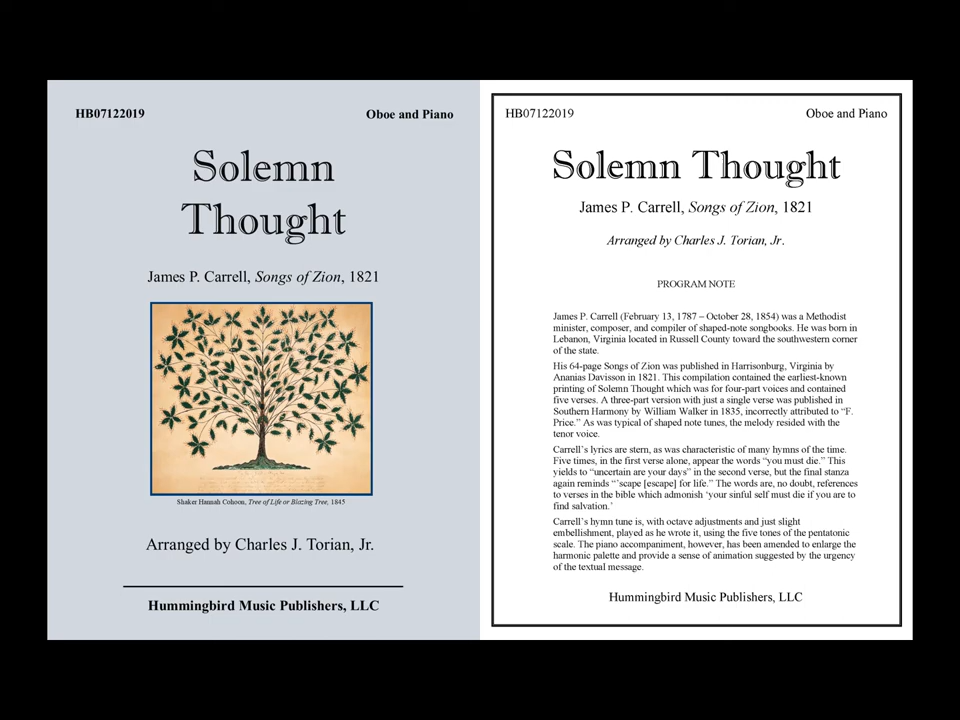 HB07122019
Oboe and Piano
Solemn
Thought
James P. Carrell, Songs of Zion, 1821
Shaker Hannah Cohoon, Tree of Life or Blazing Tree, 1845
Arranged by Charles J. Torian, Jr.
Hummingbird Music Publishers, LLC
HB07122019
Oboe and Piano
Solemn Thought
James P. Carrell, Songs of Zion, 1821
Arranged by Charles J. Torian, Jr.
PROGRAM NOTE
James P. Carrell (February 13, 1787 – October 28, 1854) was a Methodist
minister, composer, and compiler of shaped-note songbooks. He was born in
Lebanon, Virginia located in Russell County toward the southwestern corner
of the state.
His 64-page Songs of Zion was published in Harrisonburg, Virginia by
Ananias Davisson in 1821. This compilation contained the earliest-known
printing of Solemn Thought which was for four-part voices and contained
five verses. A three-part version with just a single verse was published in
Southern Harmony by William Walker in 1835, incorrectly attributed to “F.
Price.” As was typical of shaped note tunes, the melody resided with the
tenor voice.
Carrell’s lyrics are stern, as was characteristic of many hymns of the time.
Five times, in the first verse alone, appear the words “you must die.” This
yields to “uncertain are your days” in the second verse, but the final stanza
again reminds “’scape [escape] for life.” The words are, no doubt, references
to verses in the bible which admonish ‘your sinful self must die if you are to
find salvation.’
Carrell’s hymn tune is, with octave adjustments and just slight
embellishment, played as he wrote it, using the five tones of the pentatonic
scale. The piano accompaniment, however, has been amended to enlarge the
harmonic palette and provide a sense of animation suggested by the urgency
of the textual message.
Hummingbird Music Publishers, LLC